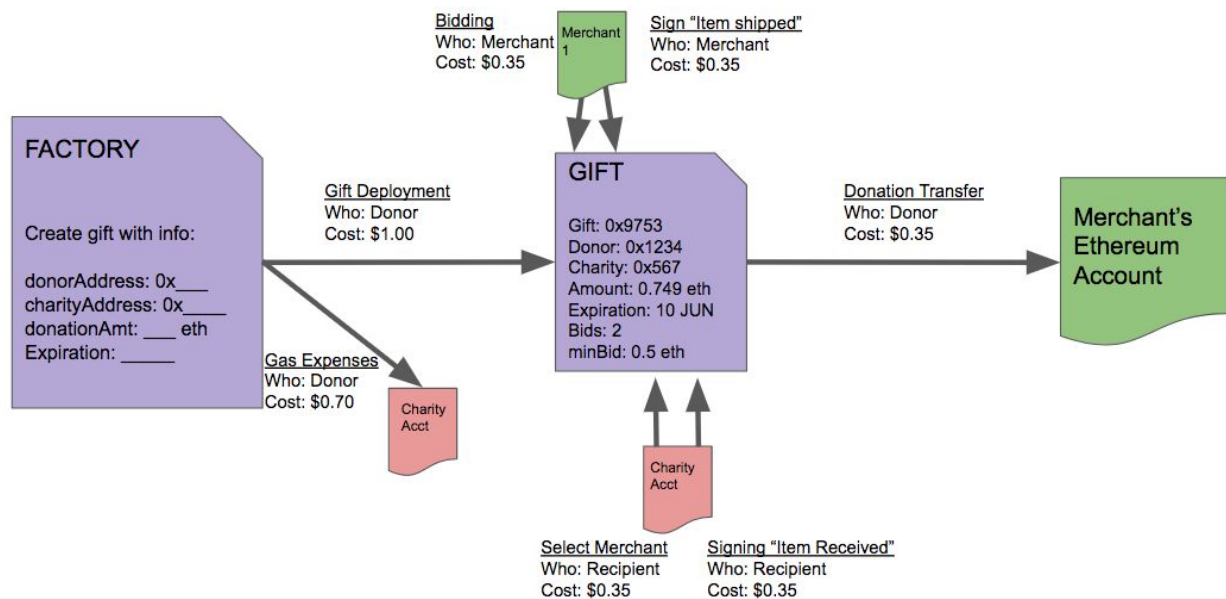 Bidding
Who: Merchant
Cost: $0.35
Merchant
1
Sign “Item shipped”
Who: Merchant
Cost: $0.35
FACTORY
Create gift with info:
donorAddress: 0x___
charityAddress: 0x____
donationAmt: ___ eth
Expiration: _____
Gift Deployment
Who: Donor
Cost: $1.00
Gas Expenses
Who: Donor
Cost: $0.70
Charity
Acct
GIFT
Gift: 0x9753
Donor: 0x1234
Charity: 0x567
Amount: 0.749 eth
Expiration: 10 JUN
Bids: 2
minBid: 0.5 eth
Donation Transfer
Who: Donor
Cost: $0.35
Merchant’s
Ethereum
Account
Charity
Acct
Select Merchant
Who: Recipient
Cost: $0.35
Signing “Item Received”
Who: Recipient
Cost: $0.35